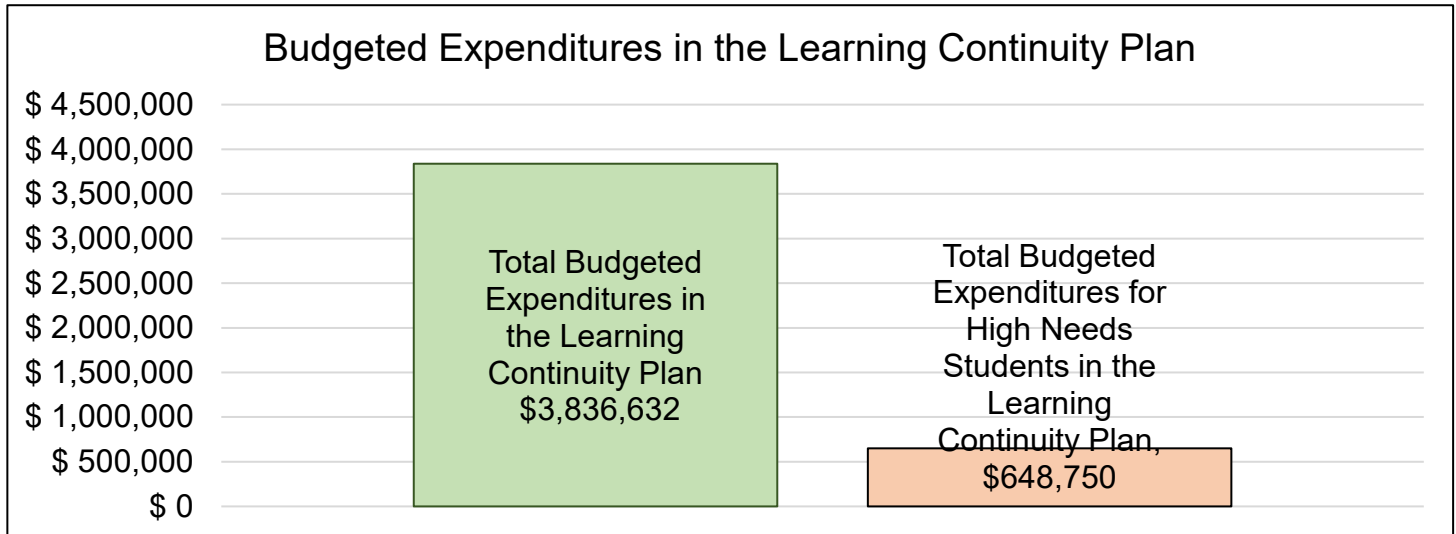 Budgeted Expenditures in the Learning Continuity Plan
$ 4,500,000
$ 4,000,000
$ 3,500,000
$ 3,000,000
$ 2,500,000
$ 2,000,000
$ 1,500,000
$ 1,000,000
$ 500,000
$ 0
Total Budgeted
Expenditures in
the Learning
Continuity Plan
$3,836,632
Total Budgeted
Expenditures for
High Needs
Students in the
Learning
Continuity Plan,
$648,750